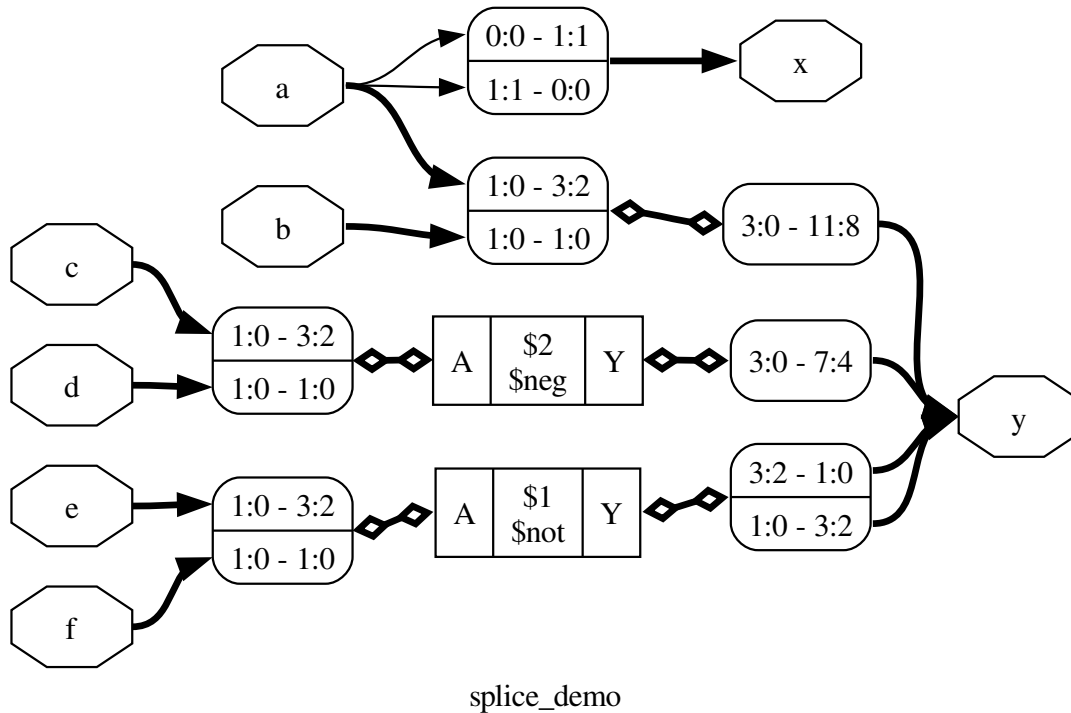 a
0:0 - 1:1
1:1 - 0:0
x
b
1:0 - 3:2
1:0 - 1:0
3:0 - 11:8
c
d
1:0 - 3:2
1:0 - 1:0
A
$2
$neg
Y
3:0 - 7:4
y
e
f
1:0 - 3:2
1:0 - 1:0
A
$1
$not
Y
3:2 - 1:0
1:0 - 3:2
splice_demo